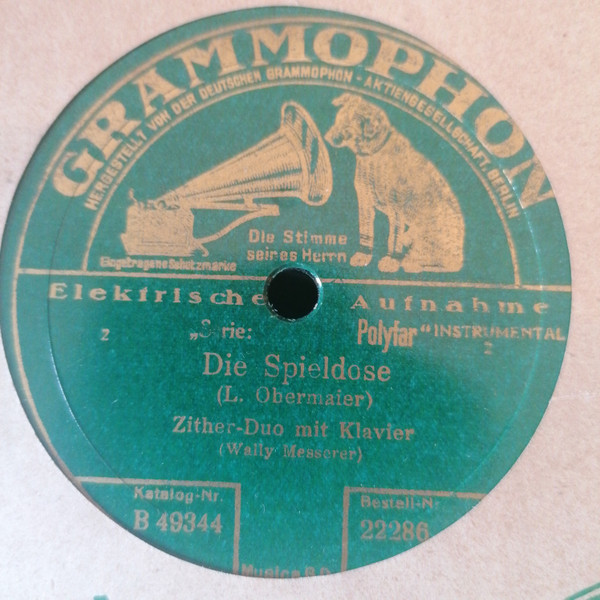 GRAMMOPHON
HERGESTELLT VON DER DEUTSCHEN GRAMMOPHON - AKTIENGESELLSCHAFT, BERLIN
Die Stimme
seines Herrn
Eingetragene Schutzmarke
Elektrische Aufnahme
2 „Serie: Polyfar“ INSTRUMENTAL
2
Die Spieldose
(L. Obermaier)
Zither-Duo mit Klavier
(Wally Messerer)
Katalog-Nr. Bestell-Nr
B 49344 22286
Musica